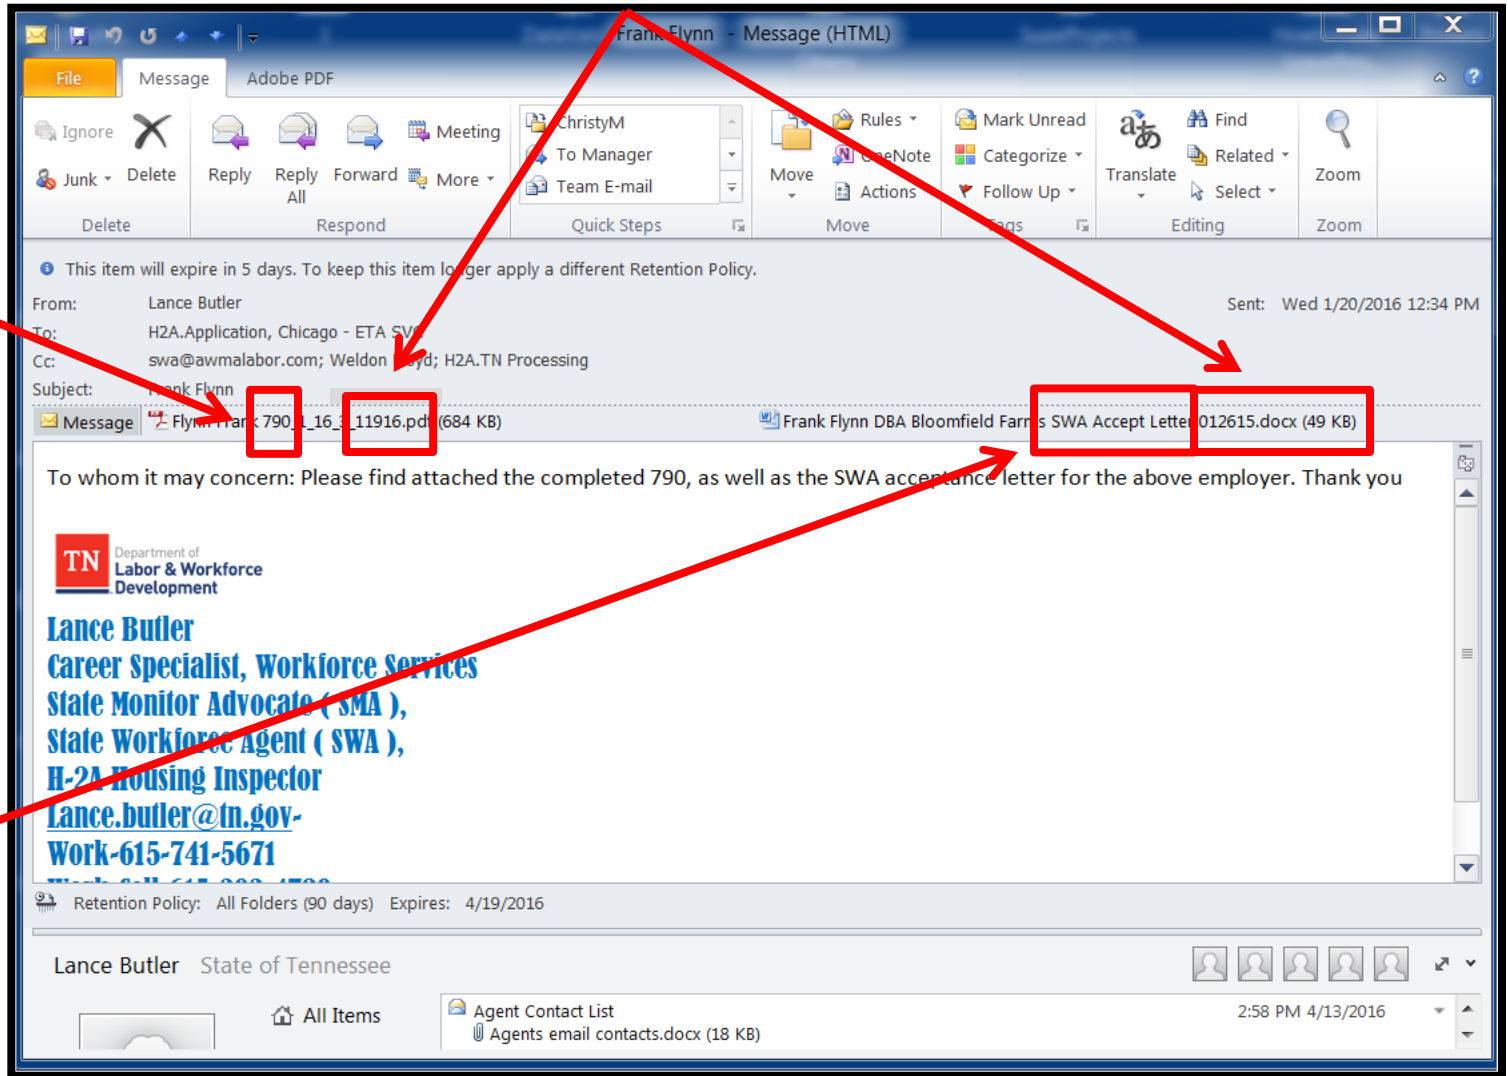 Frank Flynn - Message (HTML)
File Message Adobe PDF
Ignore
Junk
Delete
Reply
Reply All
Forward
Meeting
More
ChristyM
To Manager
Team E-mail
Move
Rules
OneNote
Actions
Mark Unread
Categorize
Follow Up
Translate
Find
Related
Select
Zoom
Delete Respond Quick Steps Move Tags Editing Zoom
This item will expire in 5 days. To keep this item longer apply a different Retention Policy.
From: Lance Butler Sent: Wed 1/20/2016 12:34 PM
To: H2A.Application, Chicago - ETA SVC
Cc: swa@awmalabor.com; Weldon Floyd; H2A.TN Processing
Subject: Frank Flynn
Message Flynn Frank 790_1_16_3_11916.pdf (684 KB) Frank Flynn DBA Bloomfield Farms SWA Accept Letter 012615.docx (49 KB)
To whom it may concern: Please find attached the completed 790, as well as the SWA acceptance letter for the above employer. Thank you
TN Department of
Labor & Workforce
Development
Lance Butler
Career Specialist, Workforce Services
State Monitor Advocate ( SMA ),
State Workforce Agent ( SWA ),
H-2A Housing Inspector
Lance.butler@tn.gov-
Work-615-741-5671
Retention Policy: All Folders (90 days) Expires: 4/19/2016
Lance Butler State of Tennessee
All Items
Agent Contact List 2:58 PM 4/13/2016
Agents email contacts.docx (18 KB)